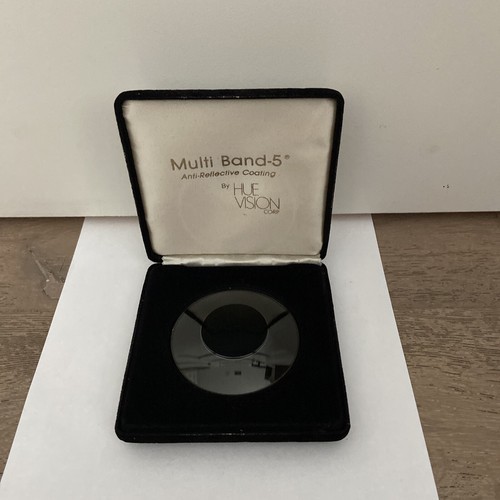 Multi Band-5®
Anti-Reflective Coating
By HUE
VISION
CORP